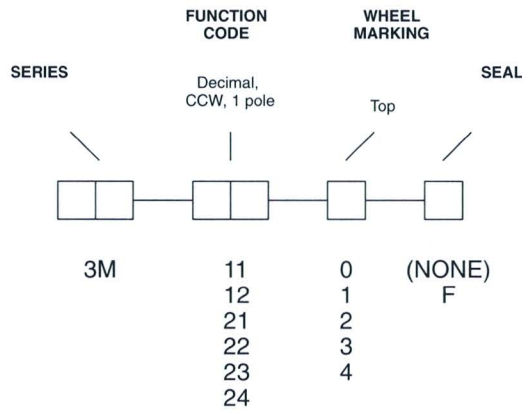 FUNCTION
CODE
WHEEL
MARKING
SERIES
SEAL
Decimal,
CCW, 1 pole
Top
3M
11
12
21
22
23
24
0
1
2
3
4
(NONE)
F